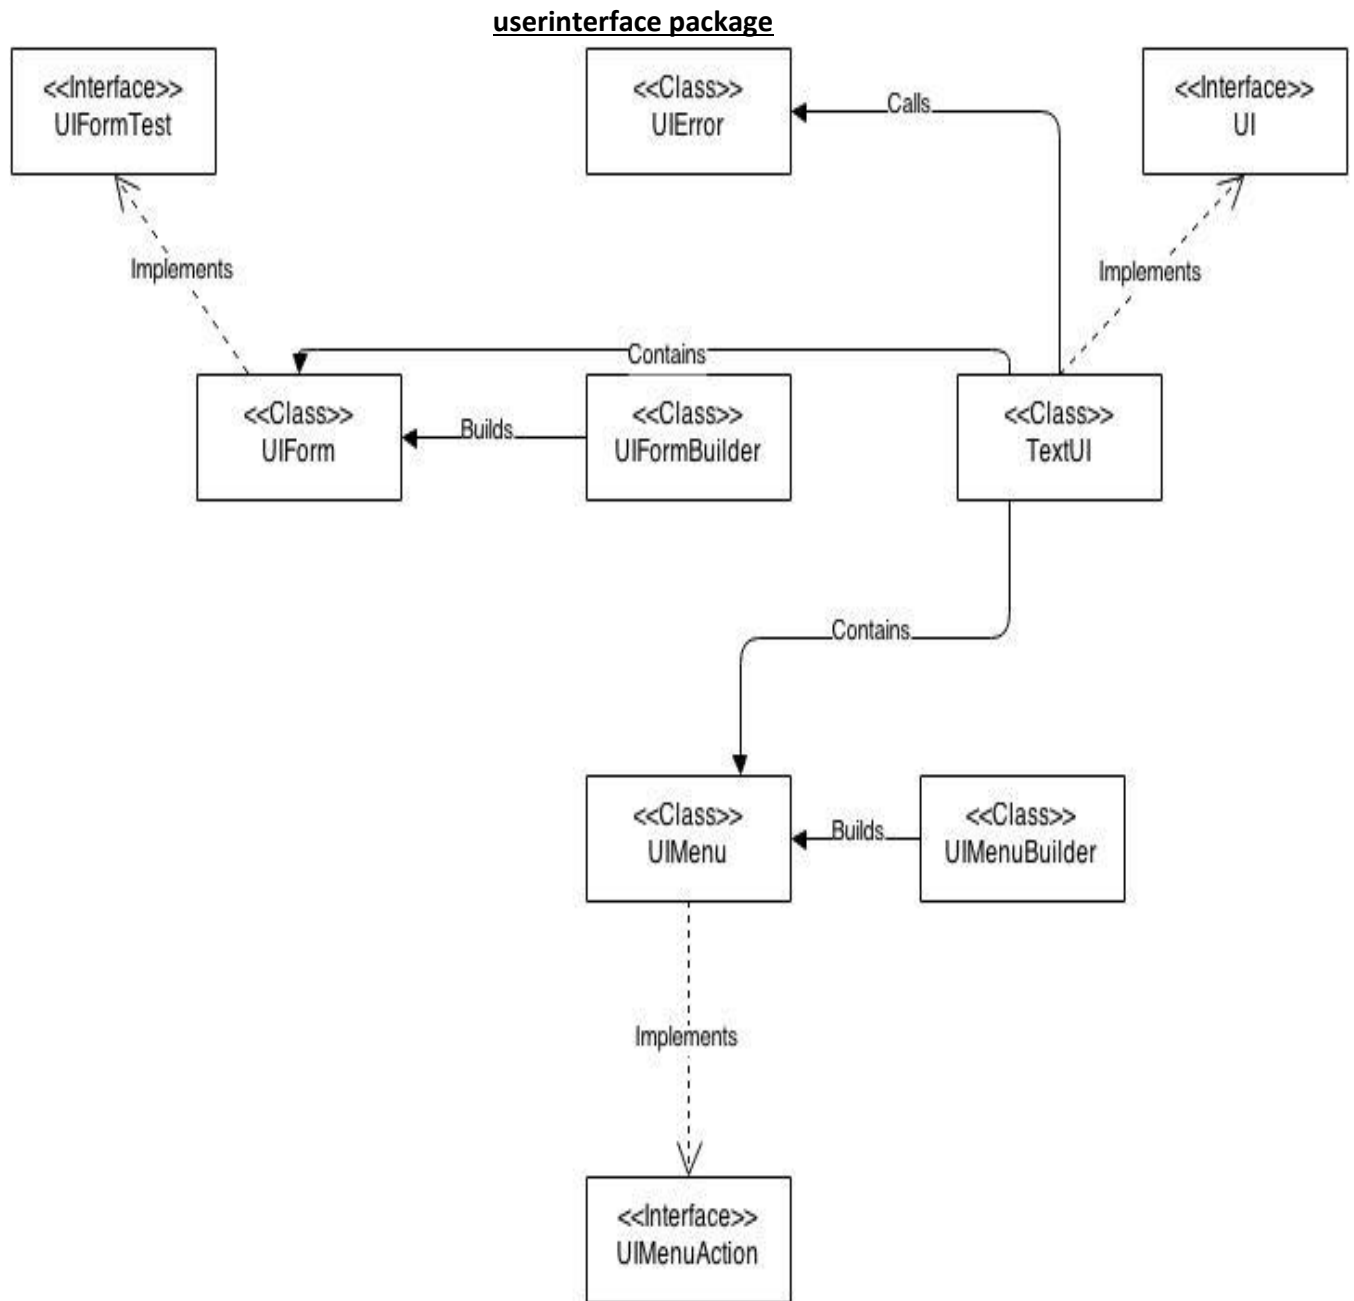 userinterface package
<<Interface>>
UIFormTest
<<Class>>
UIError
Calls
<<Interface>>
UI
Implements
Implements
Contains
<<Class>>
UIForm
Builds
<<Class>>
UIFormBuilder
<<Class>>
TextUI
Contains
<<Class>>
UIMenu
Builds
<<Class>>
UIMenuBuilder
Implements
<<Interface>>
UIMenuAction